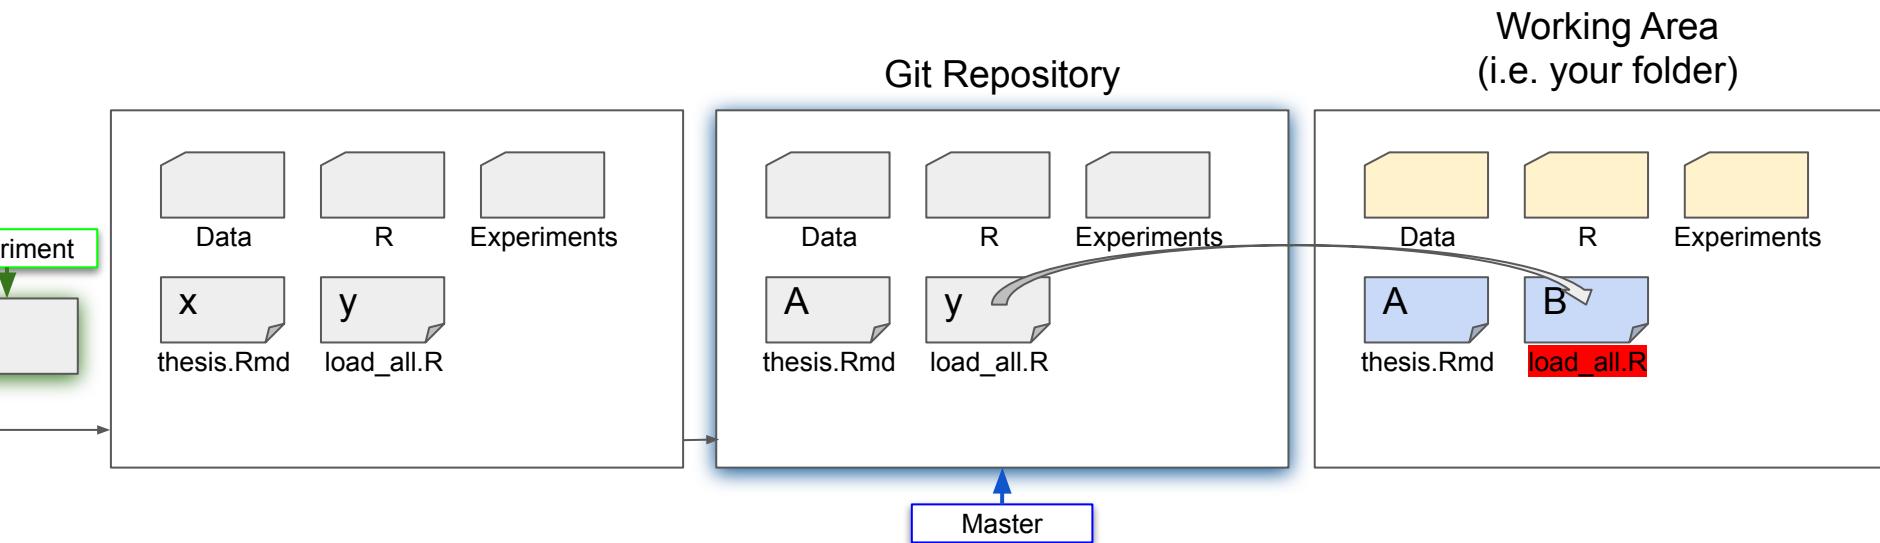 Working Area
(i.e. your folder)
Git Repository
Data
R
Experiments
Data
R
Experiments
Data
R
Experiments
riment
x
y
A
y
A
B
thesis.Rmd
load_all.R
thesis.Rmd
load_all.R
thesis.Rmd
load_all.R
Master